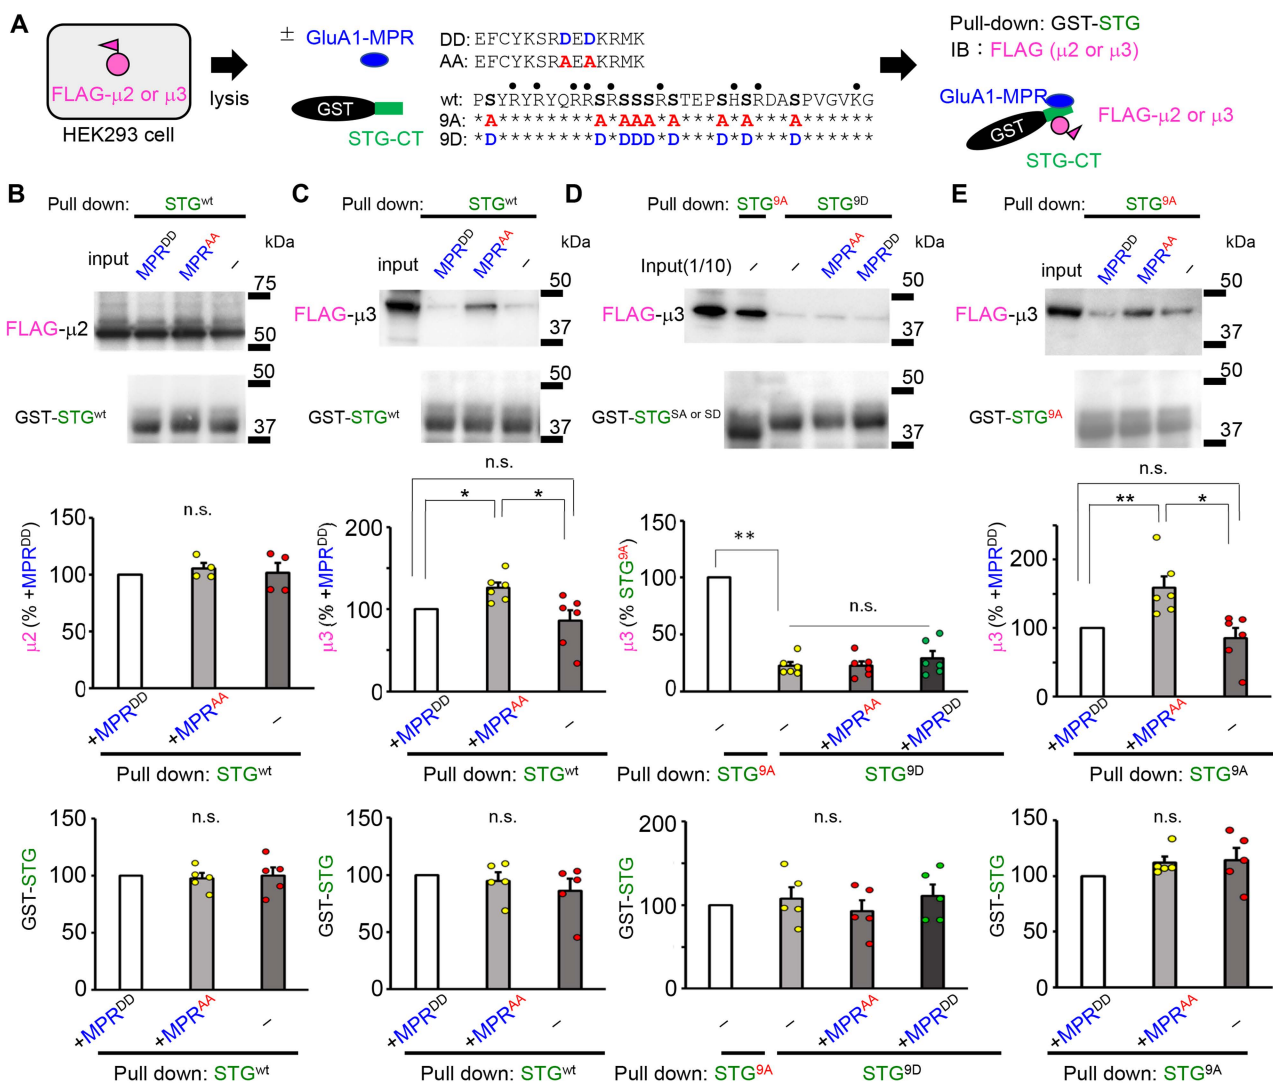 A
FLAG-μ2 or μ3
HEK293 cell
lysis
± GluA1-MPR
GST
STG-CT
DD: EFCYKSRDEDKRMK
AA: EFCYKSRAEAKRMK
wt: PSYRYRYQRRSRSSSRSTEPSHSRDASPVGVKG
9A: *A********A*AAA*A***A*A***A******
9D: *D********D*DDD*D***D*D***D******
Pull-down: GST-STG
IB : FLAG (μ2 or μ3)
GluA1-MPR
GST
FLAG-μ2 or μ3
STG-CT
B
Pull down: STGwt
input MPRDD MPRAA –
kDa
75
FLAG-μ2
50
50
GST-STGwt
37
n.s.
μ2 (% +MPRDD)
150
100
50
0
+MPRDD +MPRAA –
Pull down: STGwt
n.s.
GST-STG
150
100
50
0
+MPRDD +MPRAA –
Pull down: STGwt
C
Pull down: STGwt
input MPRDD MPRAA –
kDa
50
FLAG-μ3
37
50
GST-STGwt
37
n.s.
* *
μ3 (% +MPRDD)
200
100
0
+MPRDD +MPRAA –
Pull down: STGwt
n.s.
GST-STG
150
100
50
0
+MPRDD +MPRAA –
Pull down: STGwt
D
Pull down: STG9A STG9D
Input(1/10) – – MPRAA MPRDD
kDa
50
FLAG-μ3
37
50
GST-STGSA or SD
37
**
n.s.
μ3 (% STG9A)
150
100
50
0
– – +MPRAA +MPRDD
Pull down: STG9A STG9D
n.s.
GST-STG
200
100
0
– – +MPRAA +MPRDD
Pull down: STG9A STG9D
E
Pull down: STG9A
input MPRDD MPRAA –
kDa
50
FLAG-μ3
37
50
GST-STG9A
37
n.s.
** *
μ3 (% +MPRDD)
200
100
0
+MPRDD +MPRAA –
Pull down: STG9A
n.s.
GST-STG
150
100
50
0
+MPRDD +MPRAA –
Pull down: STG9A